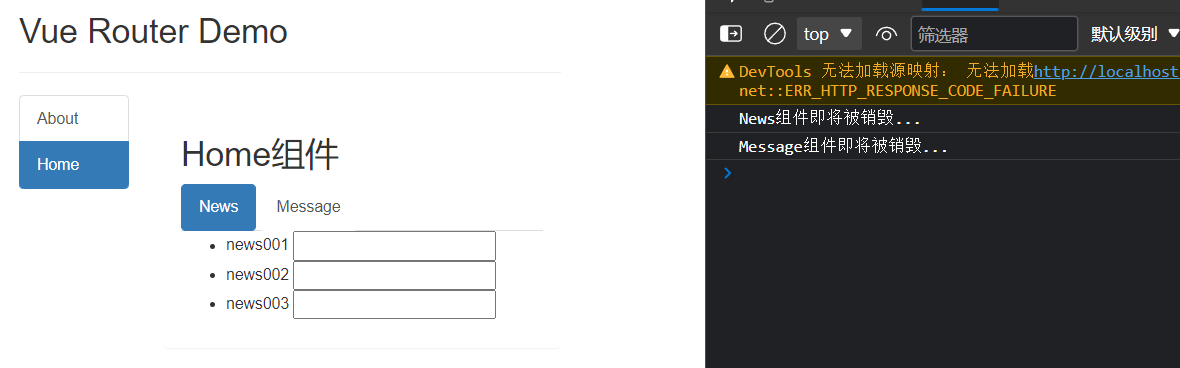 Vue Router Demo
About
Home
Home组件
News
Message
news001
news002
news003
top
筛选器
默认级别
DevTools 无法加载源映射： 无法加载http://localhost
net::ERR_HTTP_RESPONSE_CODE_FAILURE
News组件即将被销毁...
Message组件即将被销毁...